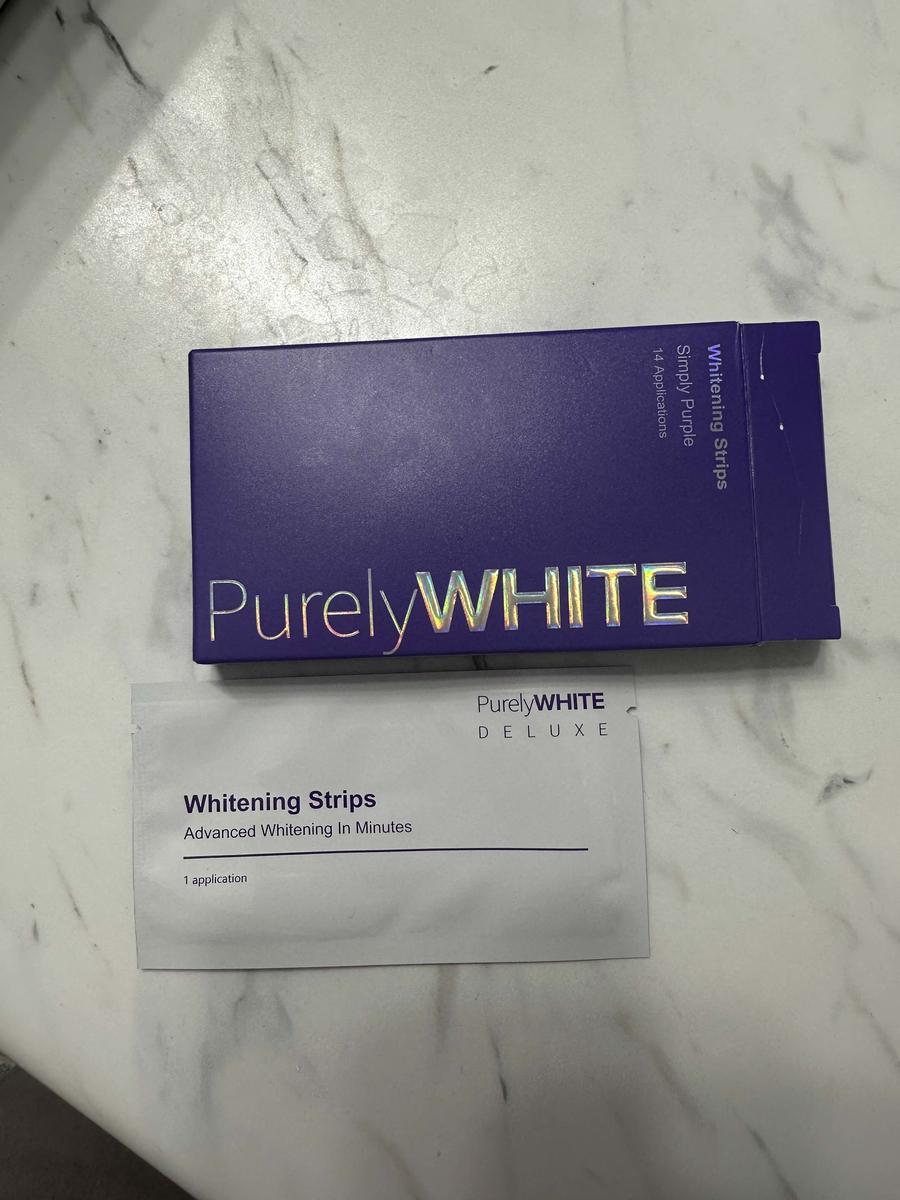 Whitening Strips
Simply Purple
14 Applications
PurelyWHITE
PurelyWHITE
DELUXE
Whitening Strips
Advanced Whitening In Minutes
1 application